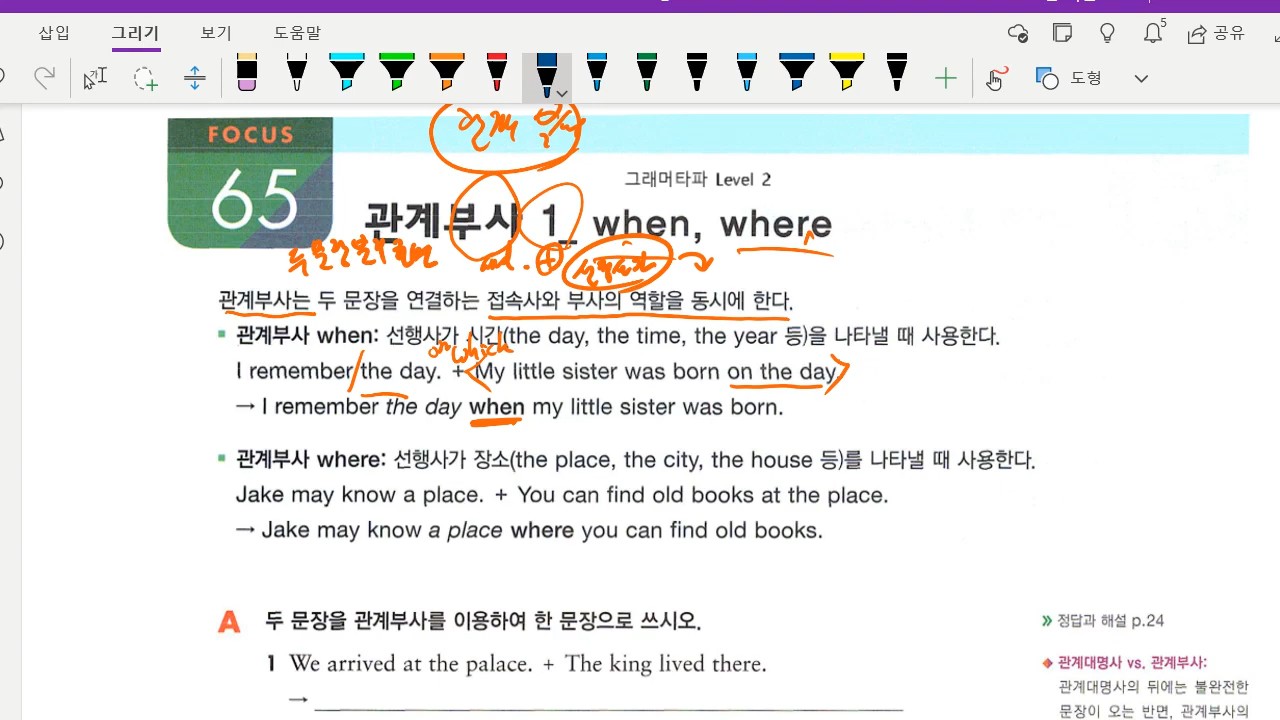 삽입 그리기 보기 도움말
5 공유
가 도형
FOCUS
65
그래머타파 Level 2
관계부사 1_ when, where
관계부사는 두 문장을 연결하는 접속사와 부사의 역할을 동시에 한다.
관계부사 when: 선행사가 시간(the day, the time, the year 등)을 나타낼 때 사용한다.
on which
I remember the day. + My little sister was born on the day.
→ I remember the day when my little sister was born.
관계부사 where: 선행사가 장소(the place, the city, the house 등)를 나타낼 때 사용한다.
Jake may know a place. + You can find old books at the place.
→ Jake may know a place where you can find old books.
A 두 문장을 관계부사를 이용하여 한 문장으로 쓰시오.
» 정답과 해설 p.24
1 We arrived at the palace. + The king lived there.
→
관계대명사 vs. 관계부사:
관계대명사의 뒤에는 불완전한
문장이 오는 반면, 관계부사의